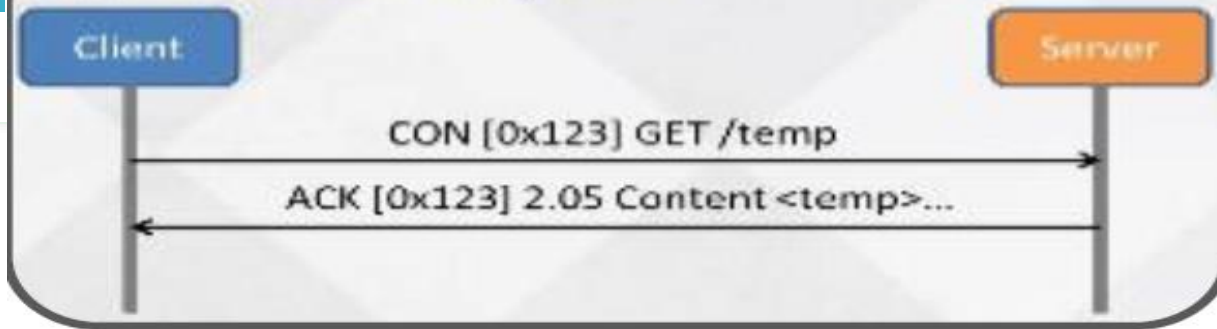 Client
Server
CON [0x123] GET /temp
ACK [0x123] 2.05 Content <temp>...